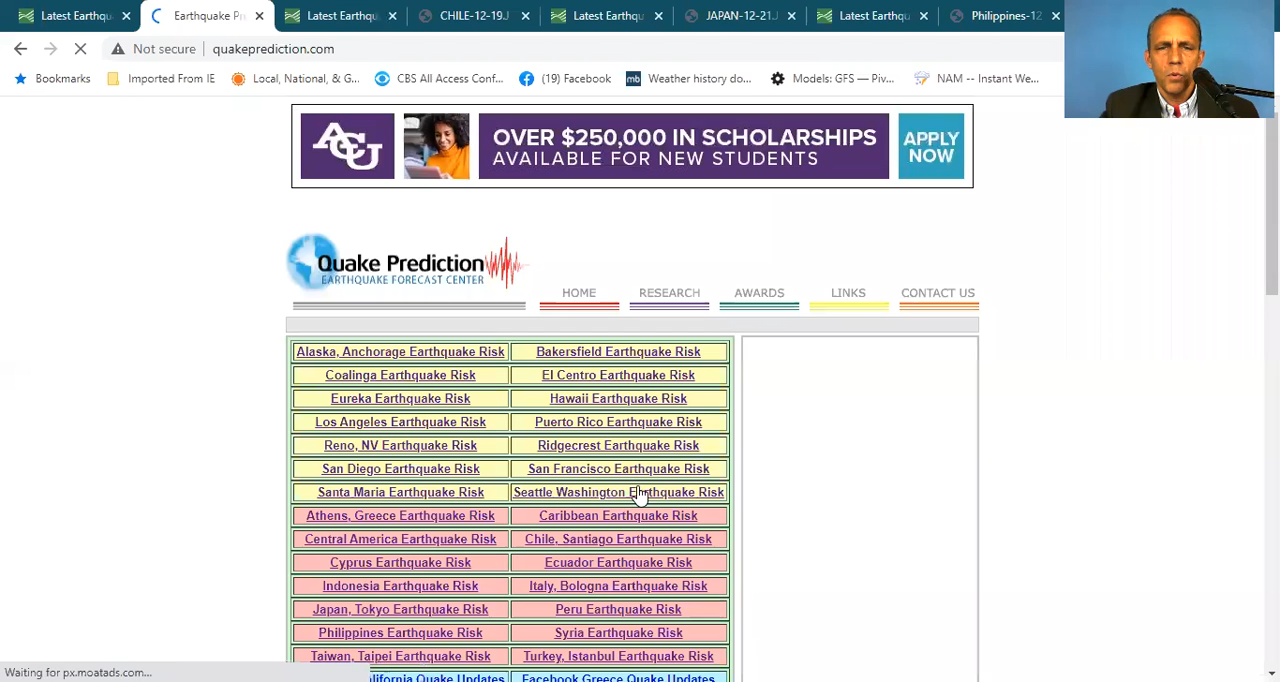 Latest Earthqu
Earthquake Pr
Latest Earthqu
CHILE-12-19.J
Latest Earthqu
JAPAN-12-21.J
Latest Earthqu
Philippines-12
Not secure
quakeprediction.com
Bookmarks
Imported From IE
Local, National, & G...
CBS All Access Conf...
(19) Facebook
mb
Weather history do...
Models: GFS — Piv...
NAM -- Instant We...
ACU
OVER $250,000 IN SCHOLARSHIPS
AVAILABLE FOR NEW STUDENTS
APPLY
NOW
Quake Prediction
EARTHQUAKE FORECAST CENTER
HOME
RESEARCH
AWARDS
LINKS
CONTACT US
Alaska, Anchorage Earthquake Risk
Bakersfield Earthquake Risk
Coalinga Earthquake Risk
El Centro Earthquake Risk
Eureka Earthquake Risk
Hawaii Earthquake Risk
Los Angeles Earthquake Risk
Puerto Rico Earthquake Risk
Reno, NV Earthquake Risk
Ridgecrest Earthquake Risk
San Diego Earthquake Risk
San Francisco Earthquake Risk
Santa Maria Earthquake Risk
Seattle Washington Earthquake Risk
Athens, Greece Earthquake Risk
Caribbean Earthquake Risk
Central America Earthquake Risk
Chile, Santiago Earthquake Risk
Cyprus Earthquake Risk
Ecuador Earthquake Risk
Indonesia Earthquake Risk
Italy, Bologna Earthquake Risk
Japan, Tokyo Earthquake Risk
Peru Earthquake Risk
Philippines Earthquake Risk
Syria Earthquake Risk
Taiwan, Taipei Earthquake Risk
Turkey, Istanbul Earthquake Risk
alifornia Quake Updates
Facebook Greece Quake Updates
Waiting for px.moatads.com...